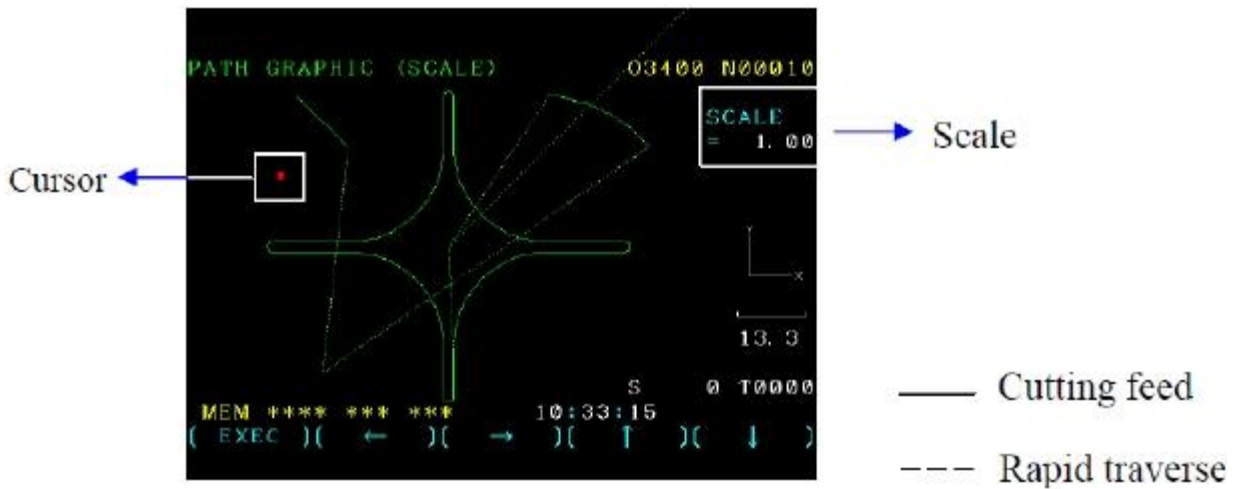 PATH GRAPHIC (SCALE) O3400 N00010
SCALE
= 1. 00
Scale
Cursor
Y
X
13. 3
S 0 T0000
MEM **** *** *** 10:33:15
( EXEC )( ← )( → )( ↑ )( ↓ )
Cutting feed
Rapid traverse